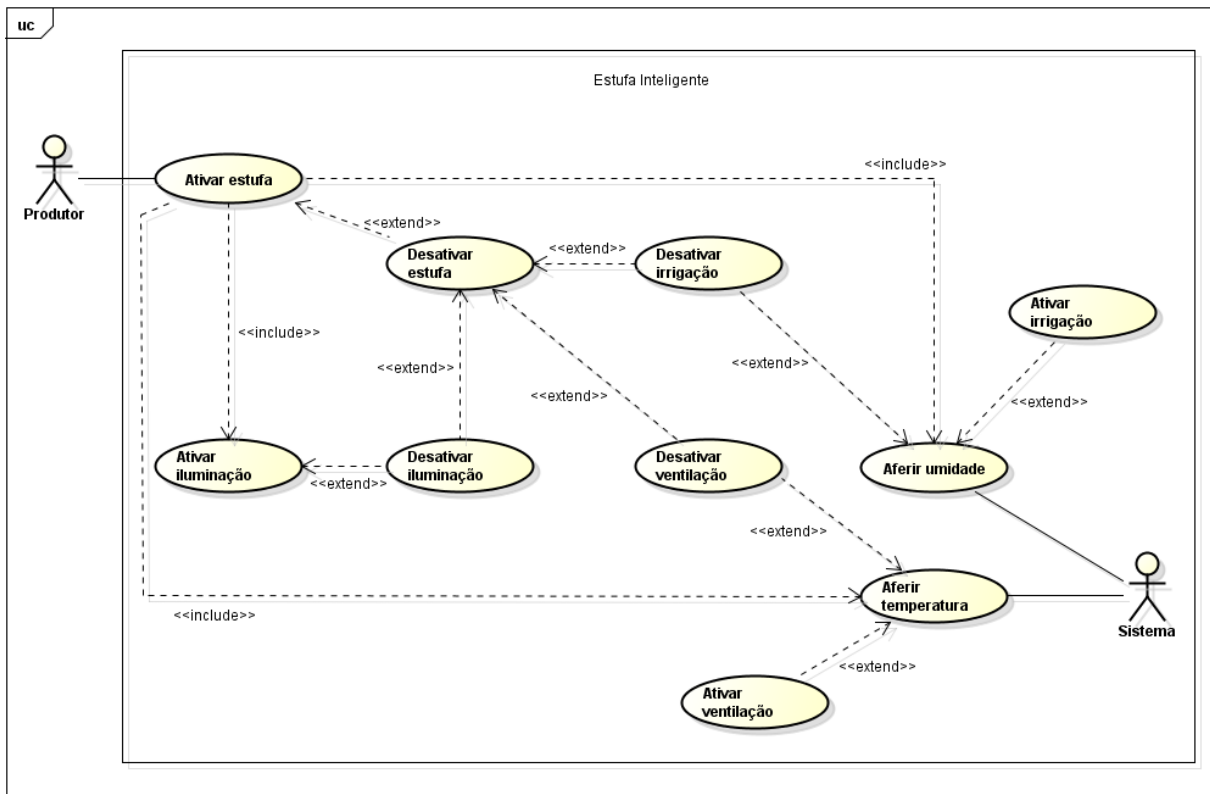 uc
Estufa Inteligente
<<include>>
Ativar estufa
Produtor
<<extend>>
<<extend>>
Desativar
estufa
Desativar
irrigação
Ativar
irrigação
<<include>>
<<extend>>
<<extend>>
<<extend>>
<<extend>>
Ativar
iluminação
Desativar
iluminação
Desativar
ventilação
Aferir umidade
<<extend>>
<<extend>>
Aferir
temperatura
<<include>>
Sistema
<<extend>>
Ativar
ventilação